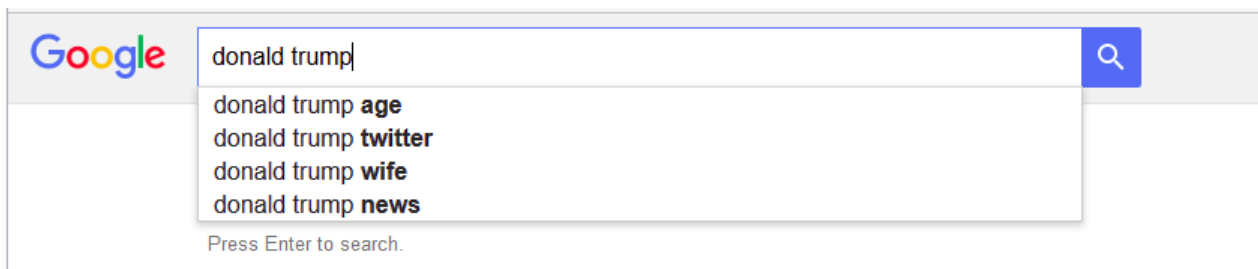 Google
donald trump
donald trump age
donald trump twitter
donald trump wife
donald trump news
Press Enter to search.